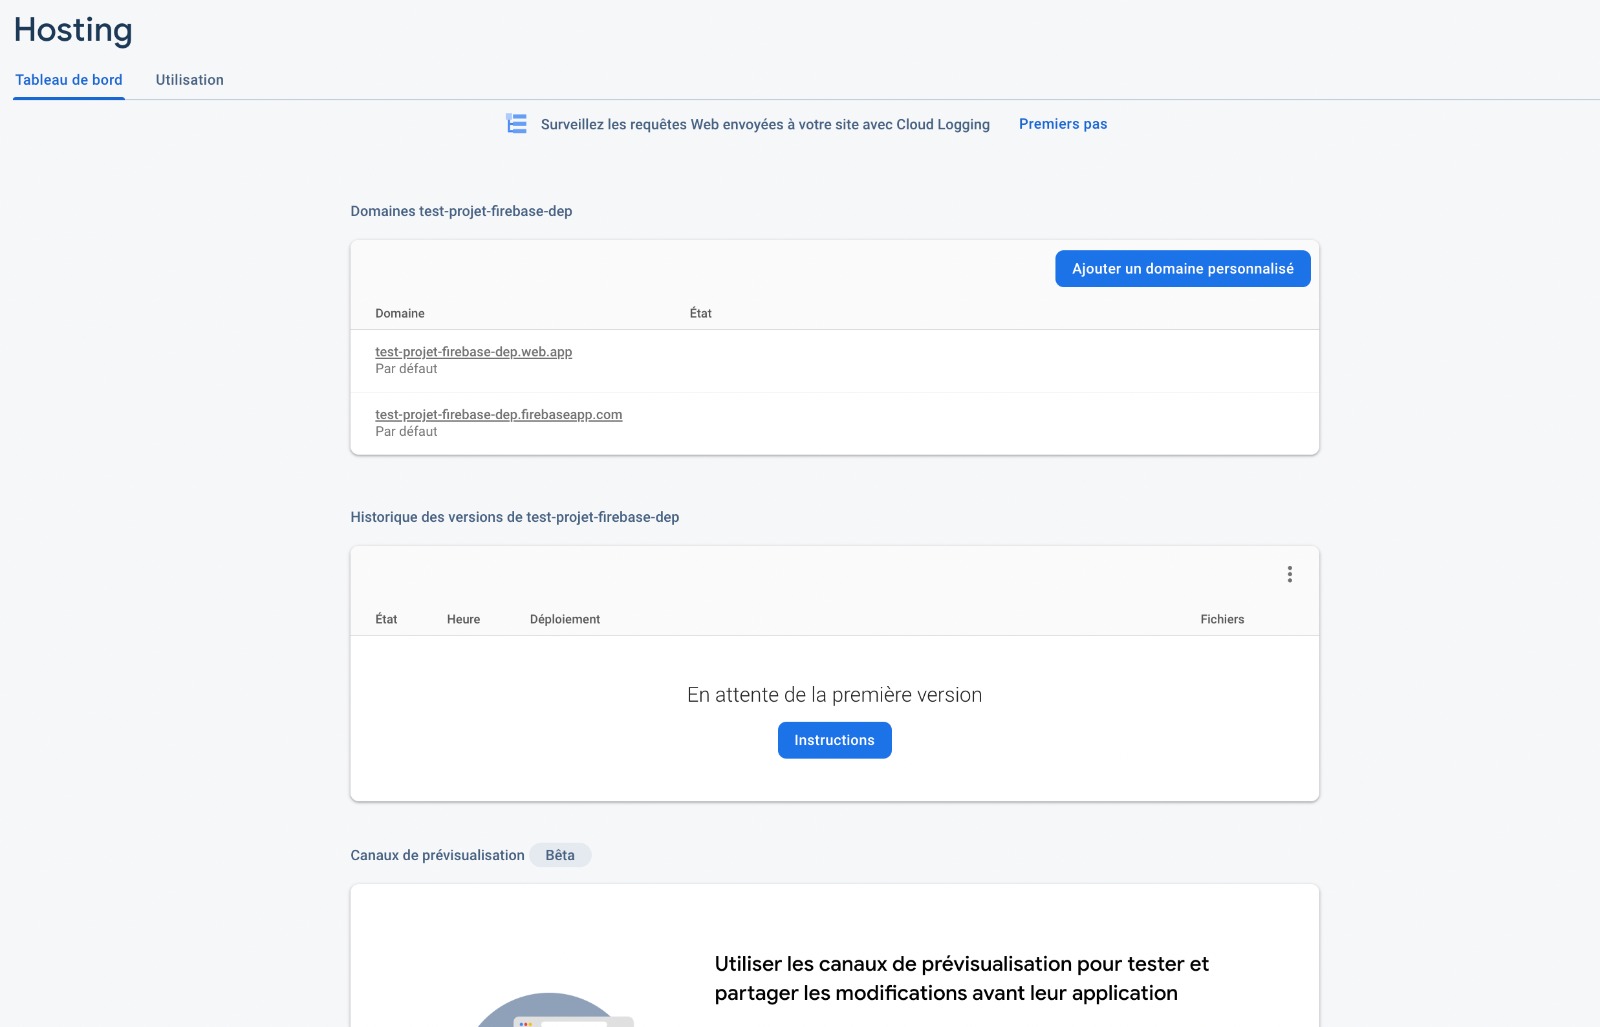 Hosting
Tableau de bord
Utilisation
Surveillez les requêtes Web envoyées à votre site avec Cloud Logging
Premiers pas
Domaines test-projet-firebase-dep
Ajouter un domaine personnalisé
Domaine
État
test-projet-firebase-dep.web.app
Par défaut
test-projet-firebase-dep.firebaseapp.com
Par défaut
Historique des versions de test-projet-firebase-dep
État
Heure
Déploiement
Fichiers
En attente de la première version
Instructions
Canaux de prévisualisation
Bêta
Utiliser les canaux de prévisualisation pour tester et
partager les modifications avant leur application